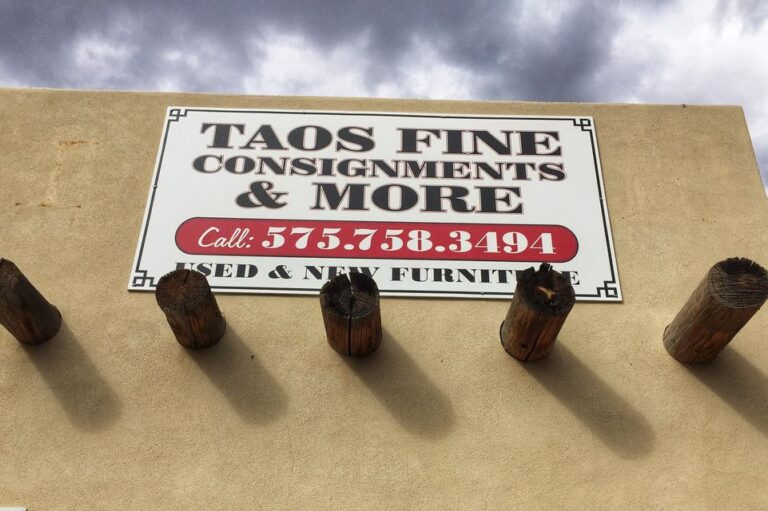 TAOS FINE
CONSIGNMENTS
& MORE
Call: 575.758.3494
USED & NEW FURNITURE